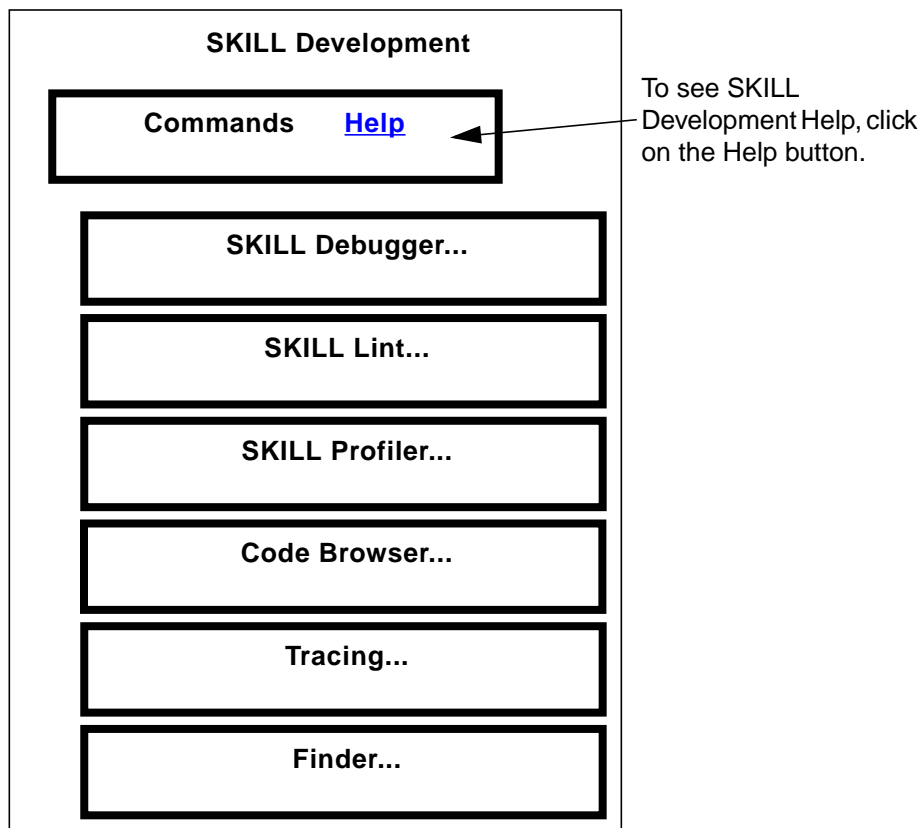 SKILL Development
Commands Help
To see SKILL
Development Help, click
on the Help button.
SKILL Debugger...
SKILL Lint...
SKILL Profiler...
Code Browser...
Tracing...
Finder...